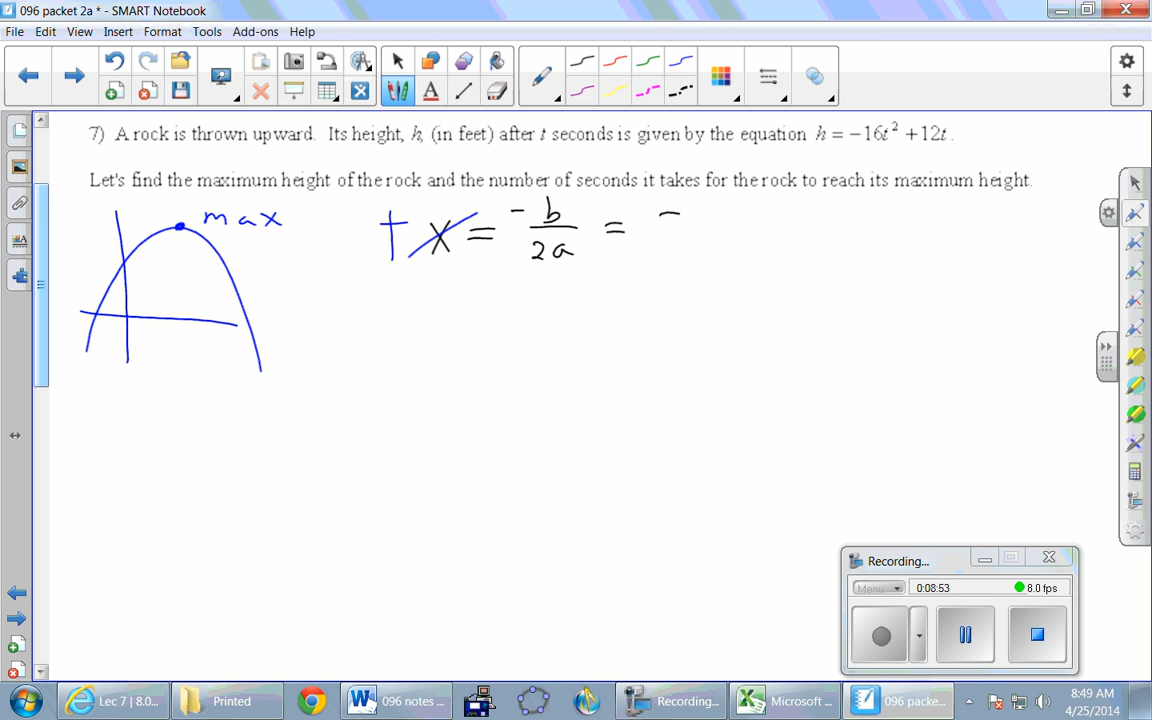 096 packet 2a * - SMART Notebook
File Edit View Insert Format Tools Add-ons Help
7) A rock is thrown upward. Its height, h, (in feet) after t seconds is given by the equation h = −16t² +12t.
Let's find the maximum height of the rock and the number of seconds it takes for the rock to reach its maximum height.
max
t x = -b/2a = -
Recording...
Menu 0:08:53 8.0 fps
Lec 7 | 8.0... Printed 096 notes ... Recording... Microsoft ... 096 packe...
8:49 AM
4/25/2014